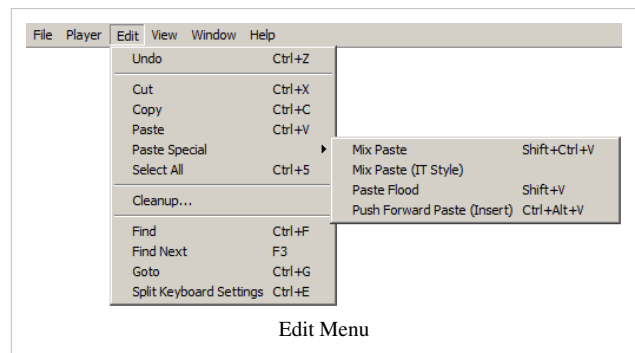 File Player Edit View Window Help
Undo Ctrl+Z
Cut Ctrl+X
Copy Ctrl+C
Paste Ctrl+V
Paste Special
Select All Ctrl+5
Cleanup...
Find Ctrl+F
Find Next F3
Goto Ctrl+G
Split Keyboard Settings Ctrl+E
Mix Paste Shift+Ctrl+V
Mix Paste (IT Style)
Paste Flood Shift+V
Push Forward Paste (Insert) Ctrl+Alt+V
Edit Menu